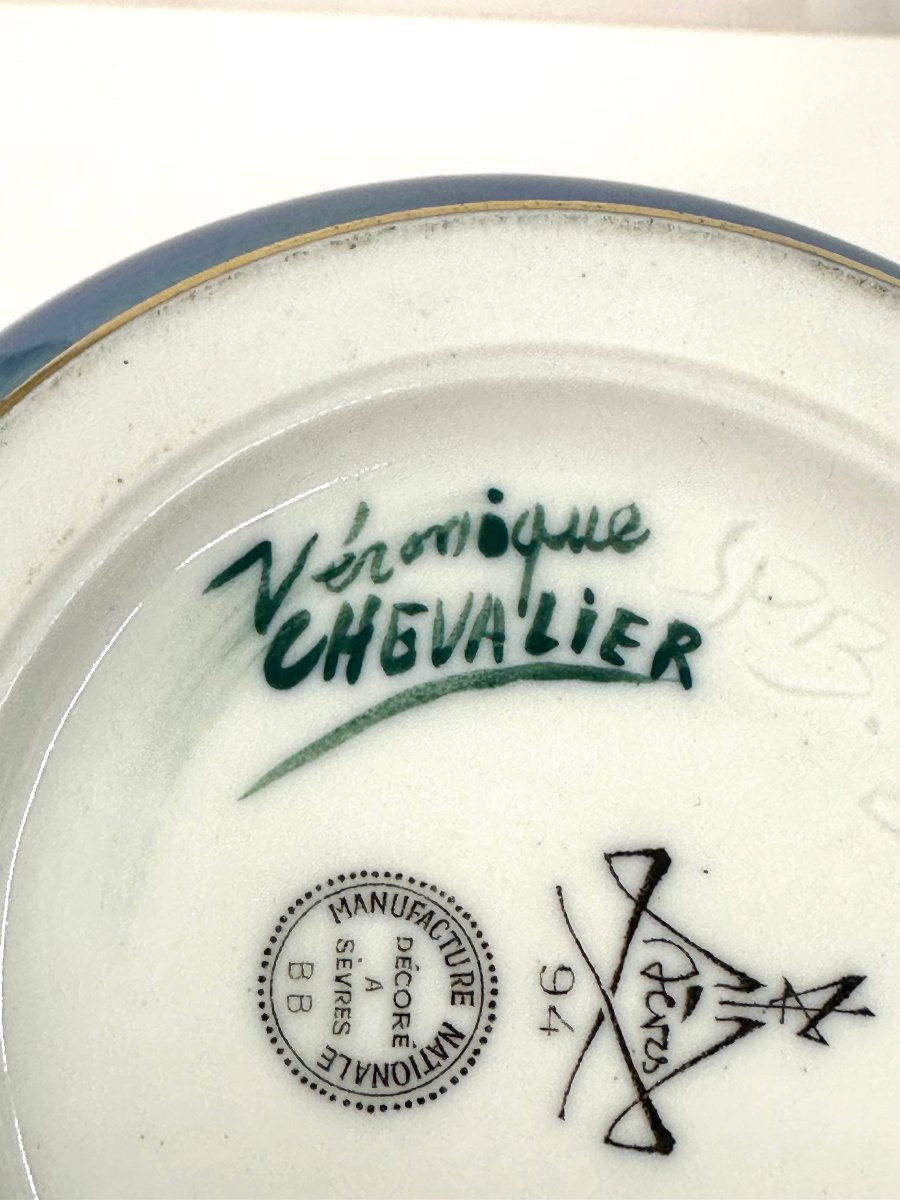 Véronique
CHEVALIER
MANUFACTURE NATIONALE
DÉCORÉ
A
SÈVRES
BB
Sèvres
94